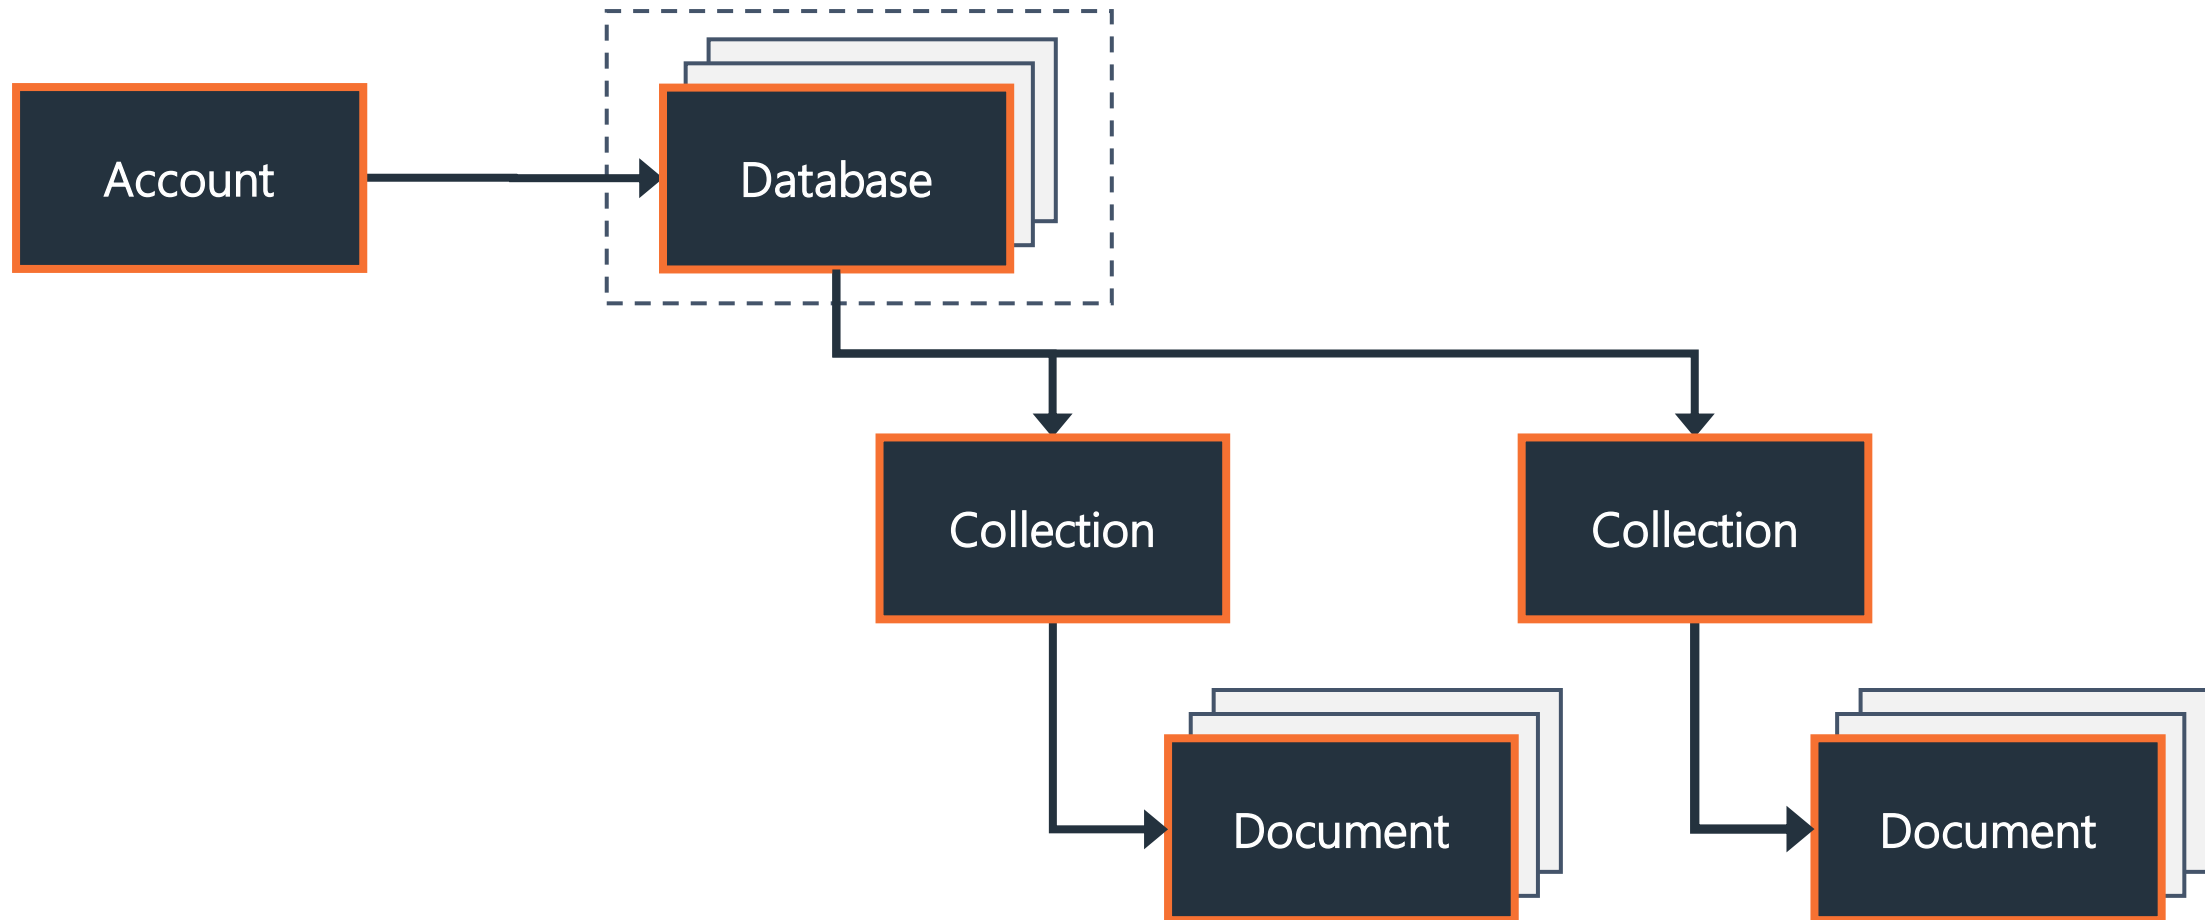 Account
Database
Collection
Collection
Document
Document